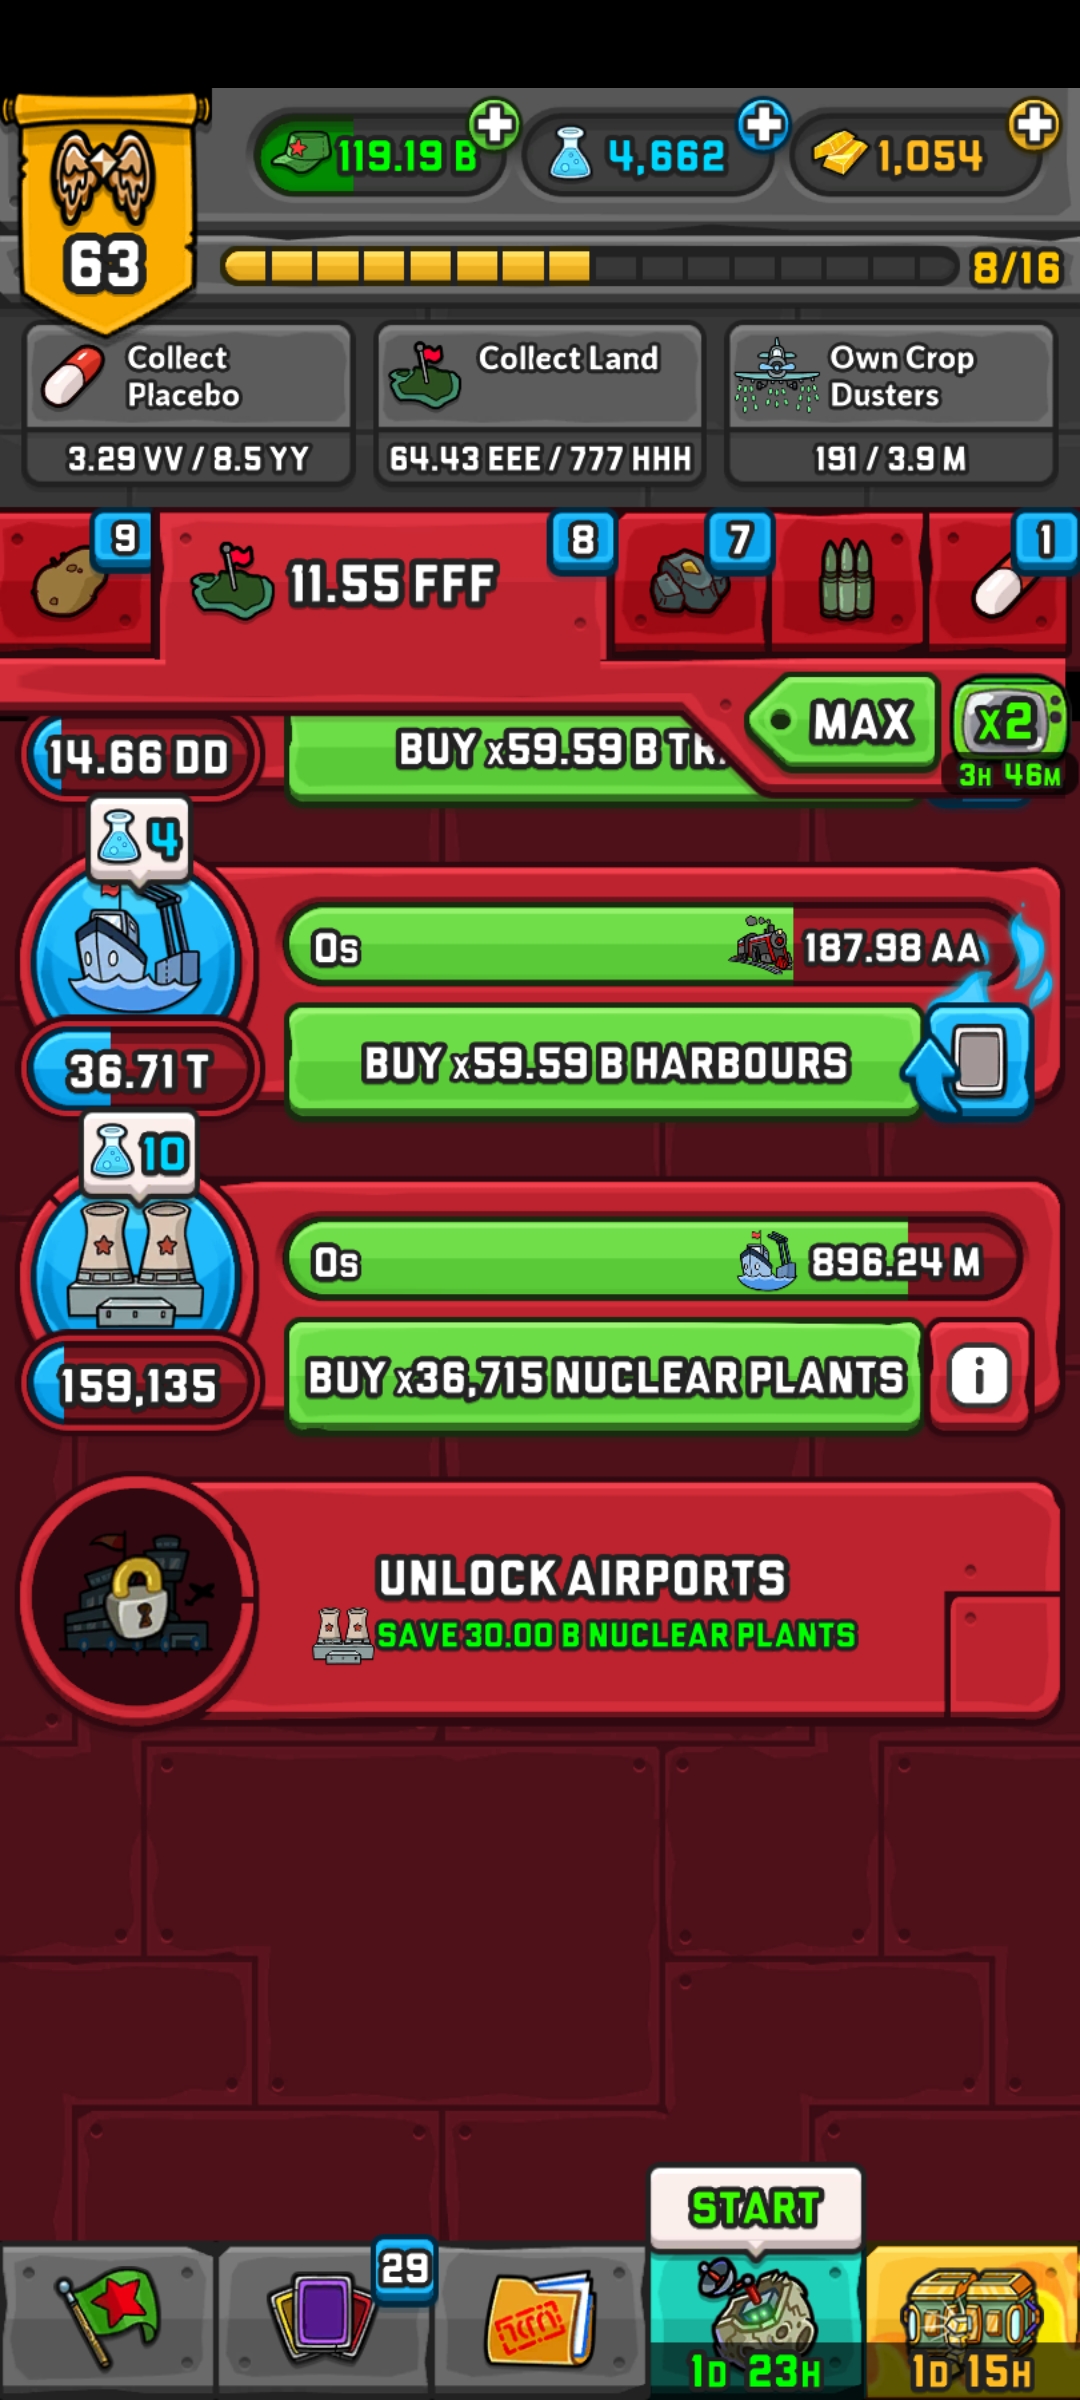 119.19 B
4,662
1,054
63
8/16
Collect
Placebo
3.29 VV / 8.5 YY
Collect Land
64.43 EEE / 777 HHH
Own Crop
Dusters
191 / 3.9 M
9
11.55 FFF
8
7
1
MAX
x2
3H 46M
14.66 DD
BUY x59.59 B TR
4
0s
187.98 AA
36.71 T
BUY x59.59 B HARBOURS
10
0s
896.24 M
159,135
BUY x36,715 NUCLEAR PLANTS
i
UNLOCK AIRPORTS
SAVE 30.00 B NUCLEAR PLANTS
START
29
1D 23H
1D 15H